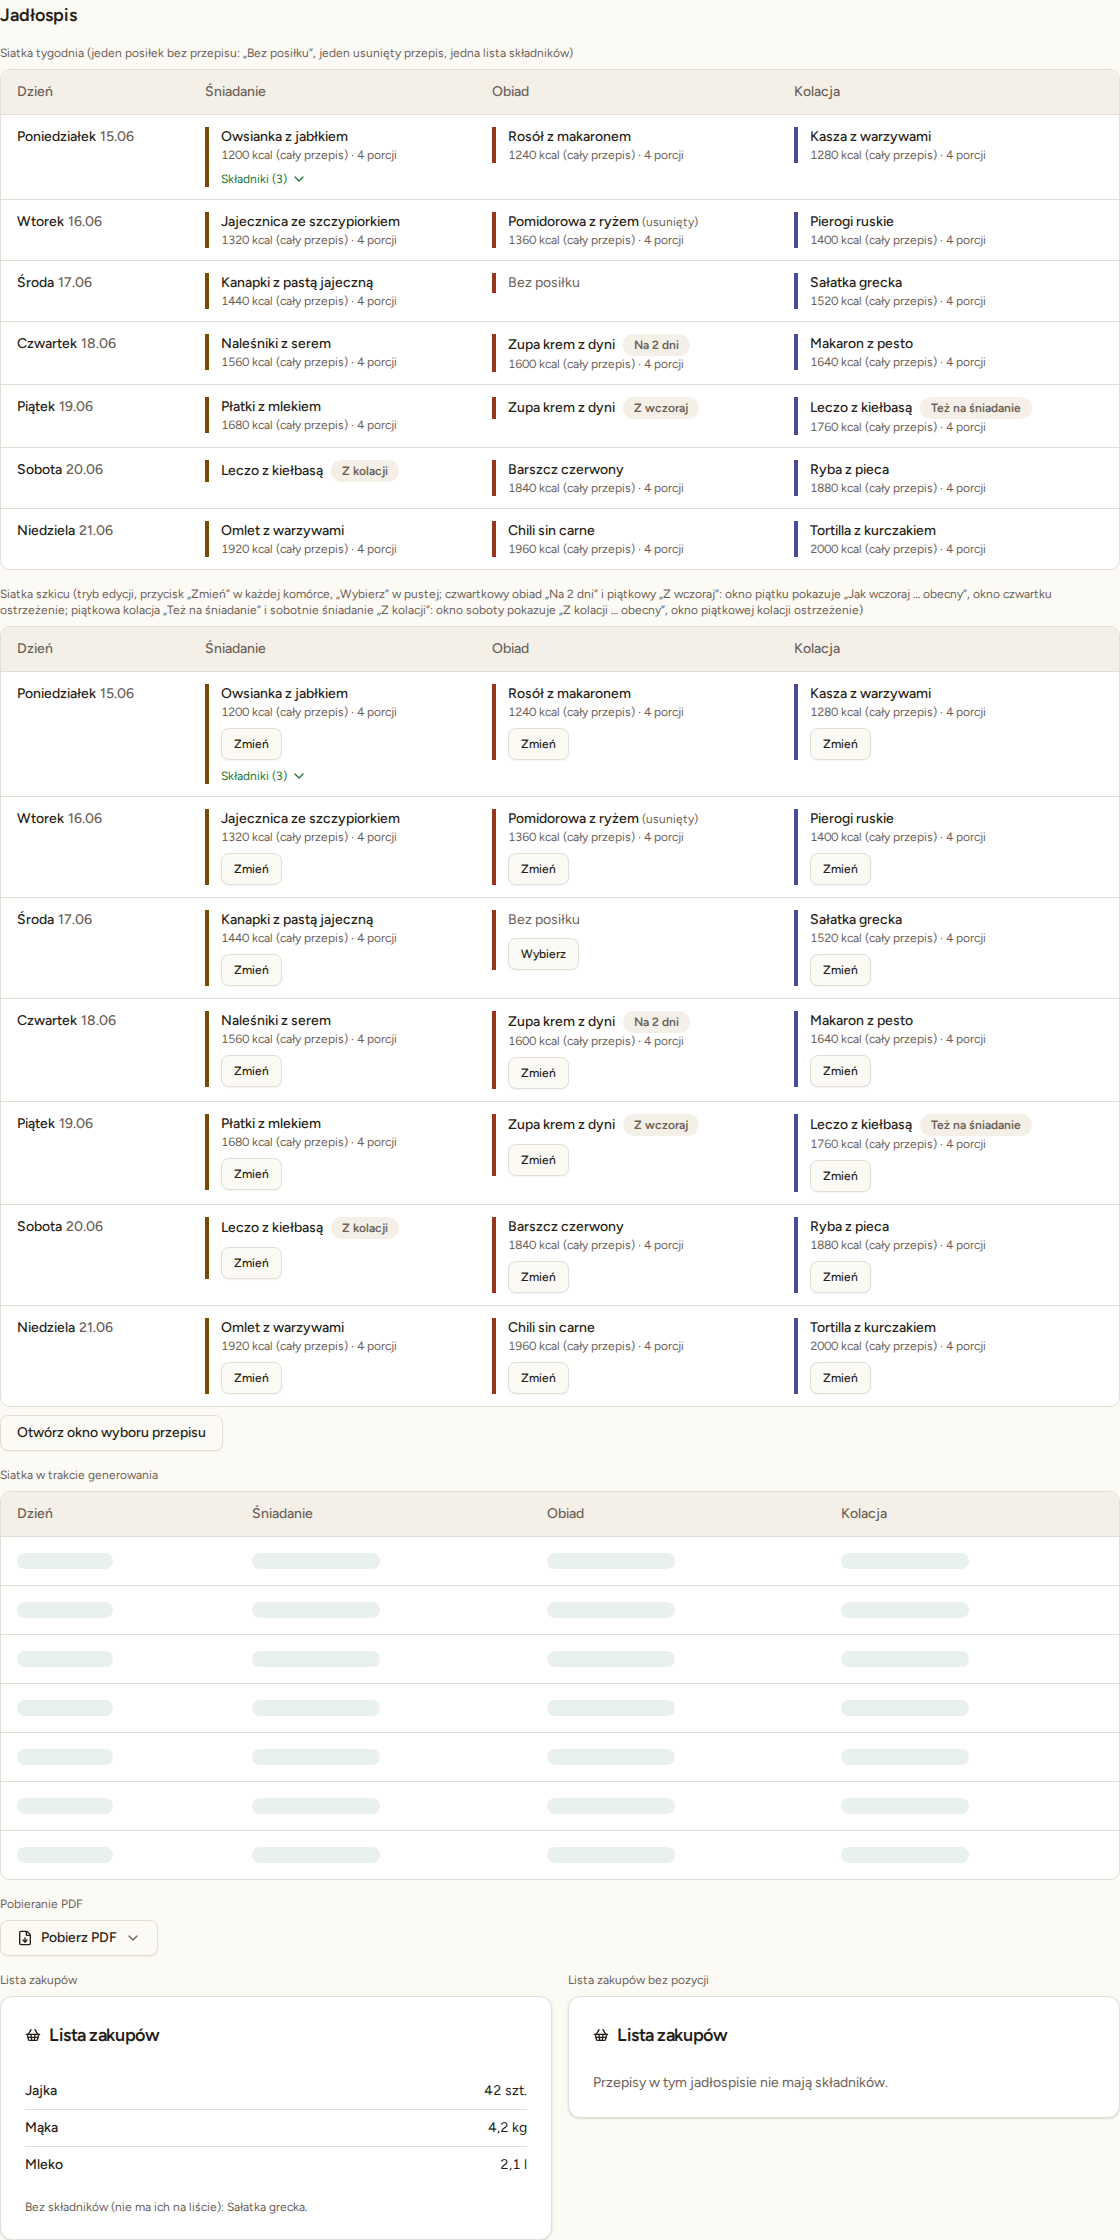 Jadłospis
Siatka tygodnia (jeden posiłek bez przepisu: „Bez posiłku”, jeden usunięty przepis, jedna lista składników)
Dzień Śniadanie Obiad Kolacja
Poniedziałek 15.06 Owsianka z jabłkiem Rosół z makaronem Kasza z warzywami
1200 kcal (cały przepis) · 4 porcji 1240 kcal (cały przepis) · 4 porcji 1280 kcal (cały przepis) · 4 porcji
Składniki (3)
Wtorek 16.06 Jajecznica ze szczypiorkiem Pomidorowa z ryżem (usunięty) Pierogi ruskie
1320 kcal (cały przepis) · 4 porcji 1360 kcal (cały przepis) · 4 porcji 1400 kcal (cały przepis) · 4 porcji
Środa 17.06 Kanapki z pastą jajeczną Bez posiłku Sałatka grecka
1440 kcal (cały przepis) · 4 porcji 1520 kcal (cały przepis) · 4 porcji
Czwartek 18.06 Naleśniki z serem Zupa krem z dyni Na 2 dni Makaron z pesto
1560 kcal (cały przepis) · 4 porcji 1600 kcal (cały przepis) · 4 porcji 1640 kcal (cały przepis) · 4 porcji
Piątek 19.06 Płatki z mlekiem Zupa krem z dyni Z wczoraj Leczo z kiełbasą Też na śniadanie
1680 kcal (cały przepis) · 4 porcji 1760 kcal (cały przepis) · 4 porcji
Sobota 20.06 Leczo z kiełbasą Z kolacji Barszcz czerwony Ryba z pieca
1840 kcal (cały przepis) · 4 porcji 1880 kcal (cały przepis) · 4 porcji
Niedziela 21.06 Omlet z warzywami Chili sin carne Tortilla z kurczakiem
1920 kcal (cały przepis) · 4 porcji 1960 kcal (cały przepis) · 4 porcji 2000 kcal (cały przepis) · 4 porcji
Siatka szkicu (tryb edycji, przycisk „Zmień” w każdej komórce, „Wybierz” w pustej; czwartkowy obiad „Na 2 dni” i piątkowy „Z wczoraj”: okno piątku pokazuje „Jak wczoraj … obecny”, okno czwartku
ostrzeżenie; piątkowa kolacja „Też na śniadanie” i sobotnie śniadanie „Z kolacji”: okno soboty pokazuje „Z kolacji … obecny”, okno piątkowej kolacji ostrzeżenie)
Dzień Śniadanie Obiad Kolacja
Poniedziałek 15.06 Owsianka z jabłkiem Rosół z makaronem Kasza z warzywami
1200 kcal (cały przepis) · 4 porcji 1240 kcal (cały przepis) · 4 porcji 1280 kcal (cały przepis) · 4 porcji
Zmień Zmień Zmień
Składniki (3)
Wtorek 16.06 Jajecznica ze szczypiorkiem Pomidorowa z ryżem (usunięty) Pierogi ruskie
1320 kcal (cały przepis) · 4 porcji 1360 kcal (cały przepis) · 4 porcji 1400 kcal (cały przepis) · 4 porcji
Zmień Zmień Zmień
Środa 17.06 Kanapki z pastą jajeczną Bez posiłku Sałatka grecka
1440 kcal (cały przepis) · 4 porcji 1520 kcal (cały przepis) · 4 porcji
Zmień Wybierz Zmień
Czwartek 18.06 Naleśniki z serem Zupa krem z dyni Na 2 dni Makaron z pesto
1560 kcal (cały przepis) · 4 porcji 1600 kcal (cały przepis) · 4 porcji 1640 kcal (cały przepis) · 4 porcji
Zmień Zmień Zmień
Piątek 19.06 Płatki z mlekiem Zupa krem z dyni Z wczoraj Leczo z kiełbasą Też na śniadanie
1680 kcal (cały przepis) · 4 porcji 1760 kcal (cały przepis) · 4 porcji
Zmień Zmień Zmień
Sobota 20.06 Leczo z kiełbasą Z kolacji Barszcz czerwony Ryba z pieca
1840 kcal (cały przepis) · 4 porcji 1880 kcal (cały przepis) · 4 porcji
Zmień Zmień Zmień
Niedziela 21.06 Omlet z warzywami Chili sin carne Tortilla z kurczakiem
1920 kcal (cały przepis) · 4 porcji 1960 kcal (cały przepis) · 4 porcji 2000 kcal (cały przepis) · 4 porcji
Zmień Zmień Zmień
Otwórz okno wyboru przepisu
Siatka w trakcie generowania
Dzień Śniadanie Obiad Kolacja
Pobieranie PDF
Pobierz PDF
Lista zakupów
Lista zakupów
Jajka 42 szt.
Mąka 4,2 kg
Mleko 2,1 l
Bez składników (nie ma ich na liście): Sałatka grecka.
Lista zakupów bez pozycji
Lista zakupów
Przepisy w tym jadłospisie nie mają składników.